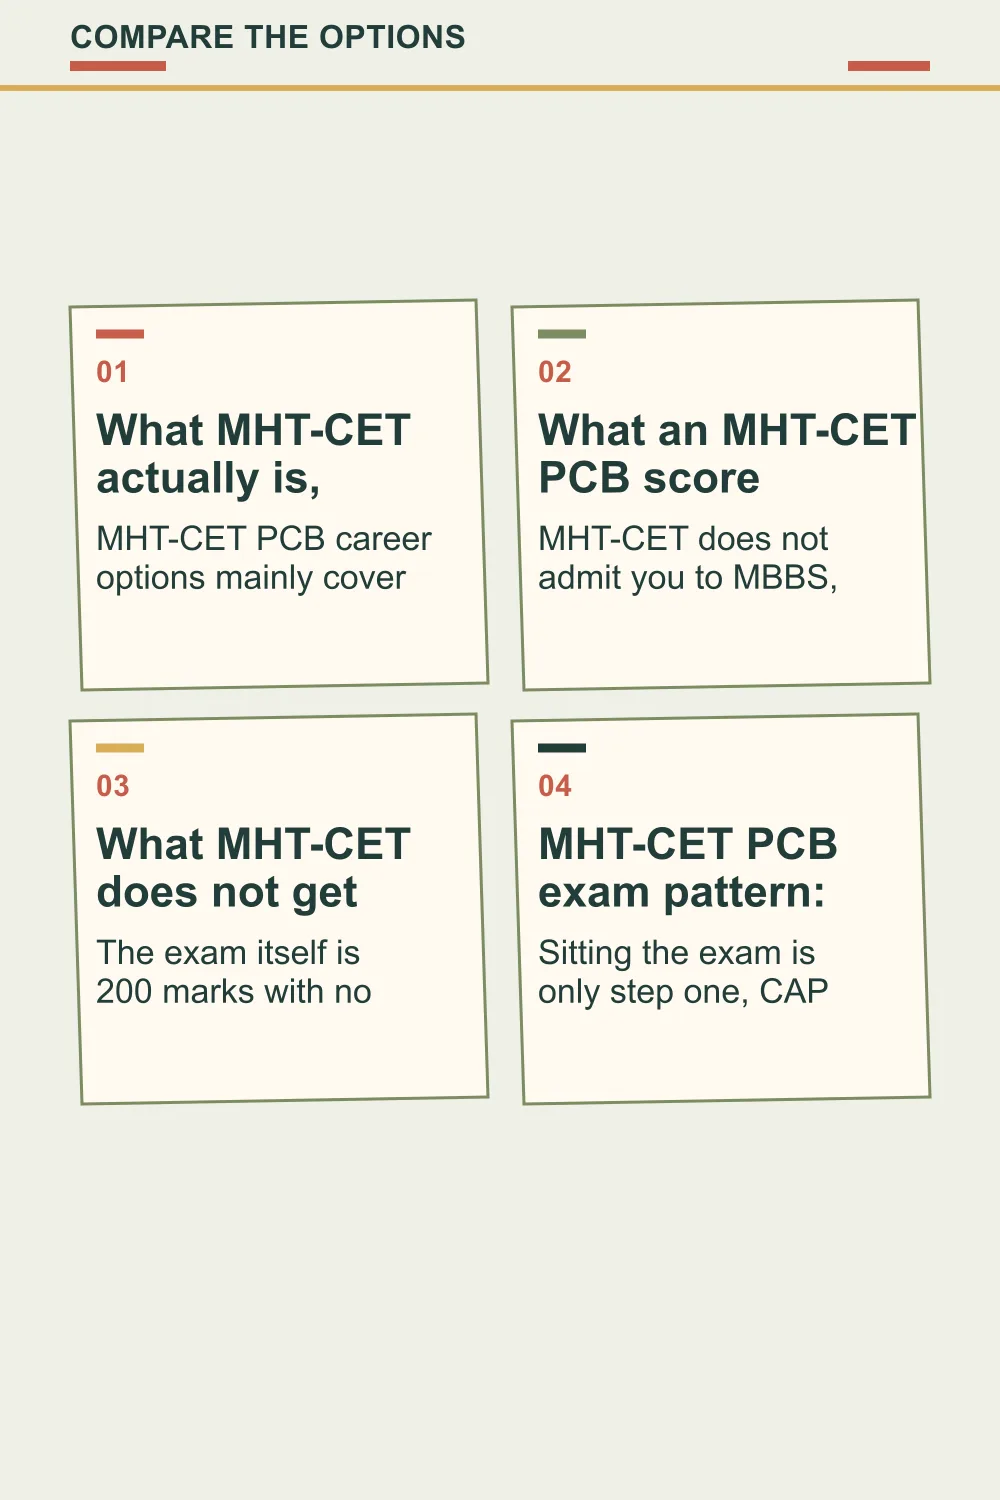 COMPARE THE OPTIONS
01
What MHT-CET
actually is,
MHT-CET PCB career
options mainly cover
02
What an MHT-CET
PCB score
MHT-CET does not
admit you to MBBS,
03
What MHT-CET
does not get
The exam itself is
200 marks with no
04
MHT-CET PCB
exam pattern:
Sitting the exam is
only step one, CAP